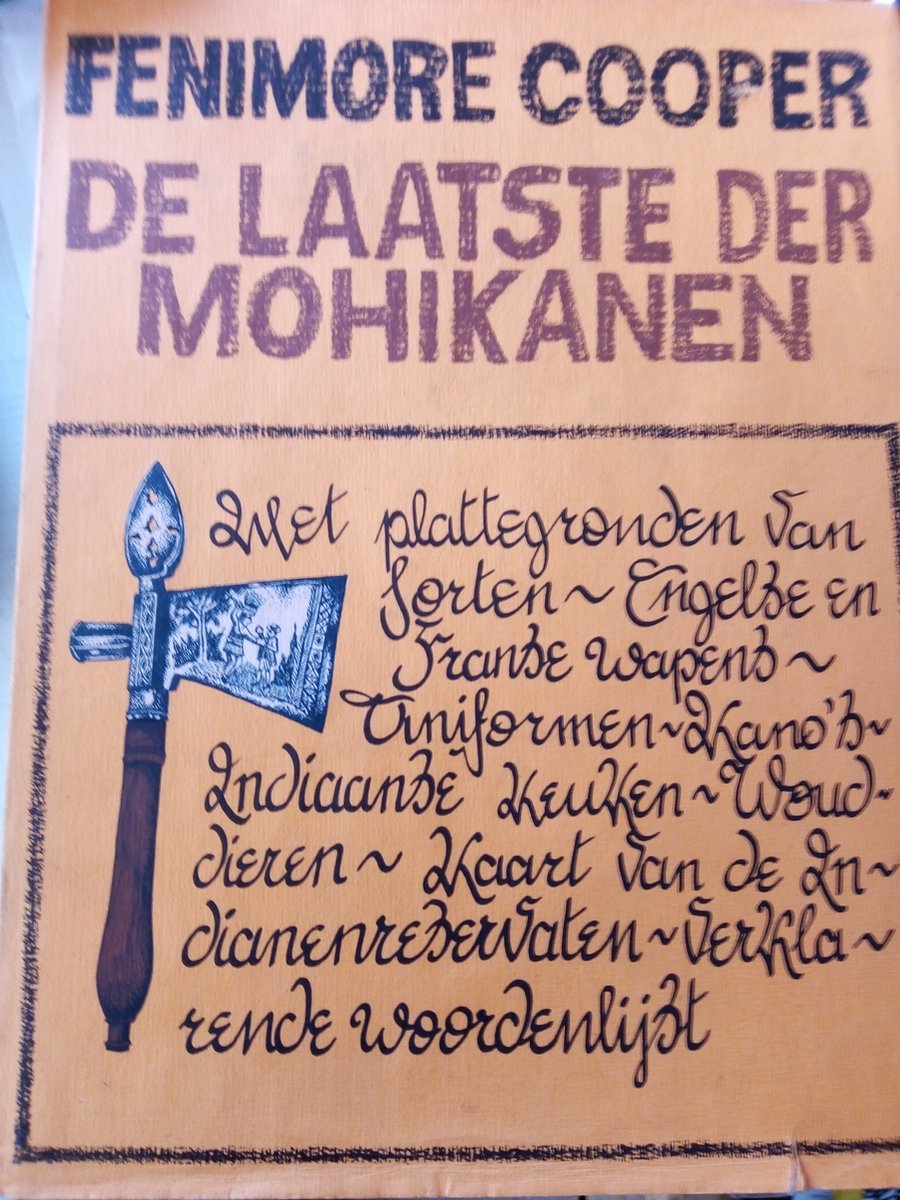 FENIMORE COOPER
DE LAATSTE DER
MOHIKANEN
Met plattegronden van
forten ~ Engelse en
Franse wapens ~
Uniformen ~ Kano's ~
Indiaanse keuken ~ Woud-
dieren ~ Kaart van de In-
dianenreservaten ~ Verkla-
rende woordenlijst